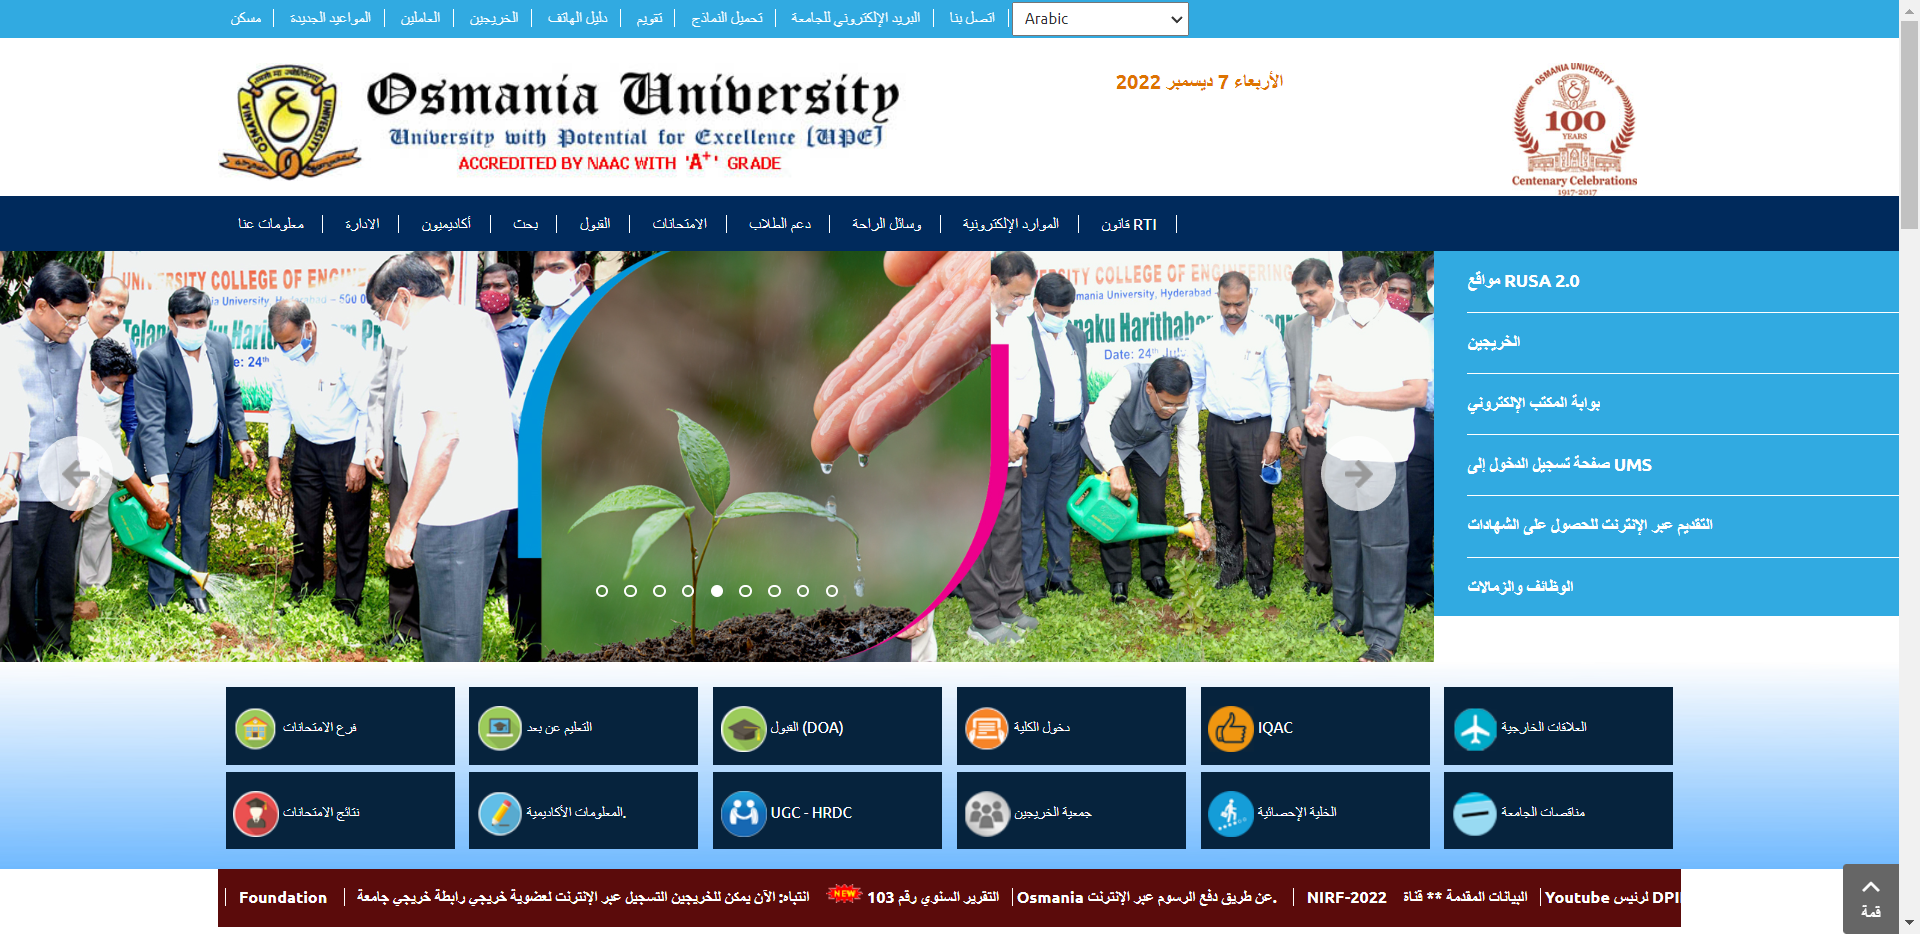 مسكن
المواعيد الجديدة
العاملين
الخريجين
دليل الهاتف
تقويم
تحميل النماذج
البريد الإلكتروني للجامعة
اتصل بنا
Arabic
Osmania University
University with Potential for Excellence [UPE]
ACCREDITED BY NAAC WITH 'A+' GRADE
الأربعاء 7 ديسمبر 2022
OSMANIA UNIVERSITY
100
YEARS
Centenary Celebrations
1917-2017
معلومات عنا
الادارة
أكاديميون
بحث
القبول
الامتحانات
دعم الطلاب
وسائل الراحة
الموارد الإلكترونية
قانون RTI
UNIVERSITY COLLEGE OF ENGINEERING
Osmania University, Hyderabad
Date: 24th
مواقع RUSA 2.0
الخريجين
بوابة المكتب الإلكتروني
صفحة تسجيل الدخول إلى UMS
التقديم عبر الإنترنت للحصول على الشهادات
الوظائف والزمالات
فرع الامتحانات
التعليم عن بعد
القبول (DOA)
دخول الكلية
IQAC
العلاقات الخارجية
نتائج الامتحانات
المعلومات الأكاديمية.
UGC - HRDC
جمعية الخريجين
الخلية الإحصائية
مناقصات الجامعة
Foundation
انتباه: الآن يمكن للخريجين التسجيل عبر الإنترنت لعضوية خريجي رابطة خريجي جامعة
NEW
التقرير السنوي رقم 103
Osmania عن طريق دفع الرسوم عبر الإنترنت.
NIRF-2022 البيانات المقدمة ** قناة
Youtube لرئيس
قمة